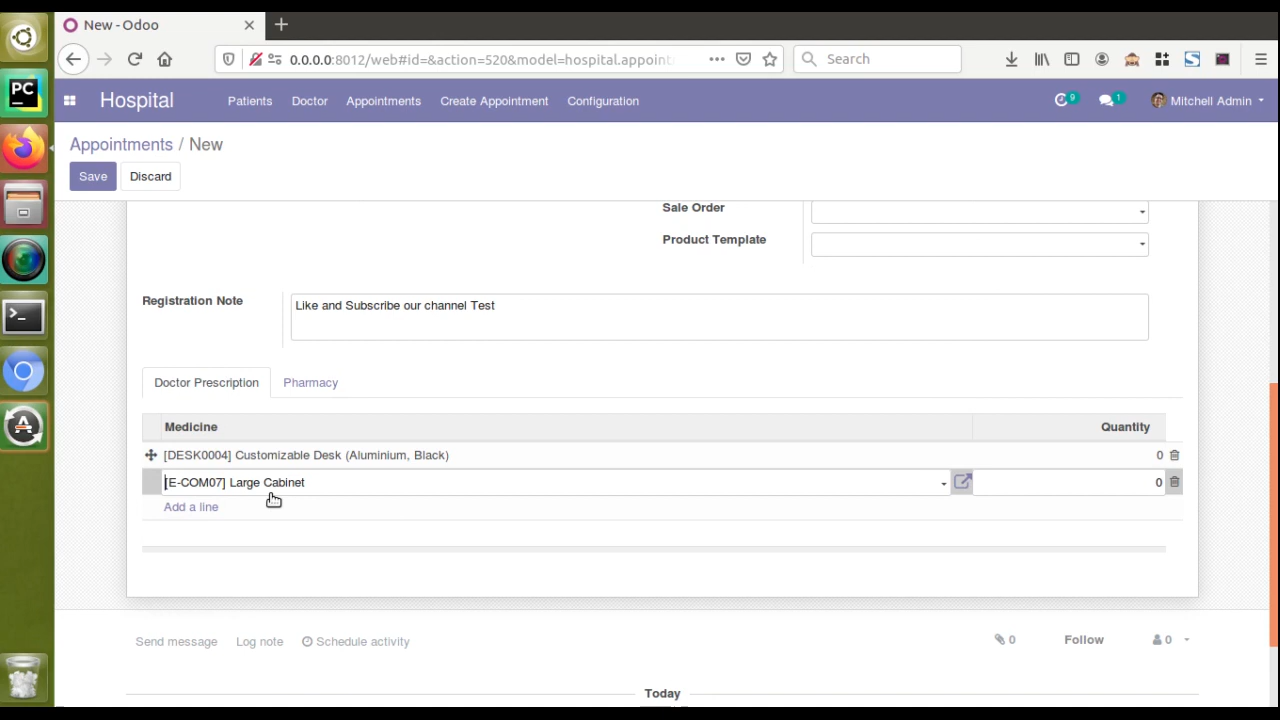 New - Odoo
0.0.0.0:8012/web#id=&action=520&model=hospital.appoint
Search
Hospital
Patients
Doctor
Appointments
Create Appointment
Configuration
9
1
Mitchell Admin
Appointments / New
Save
Discard
Sale Order
Product Template
Registration Note
Like and Subscribe our channel Test
Doctor Prescription
Pharmacy
Medicine
Quantity
[DESK0004] Customizable Desk (Aluminium, Black)
0
[E-COM07] Large Cabinet
0
Add a line
Send message
Log note
Schedule activity
0
Follow
0
Today
PC